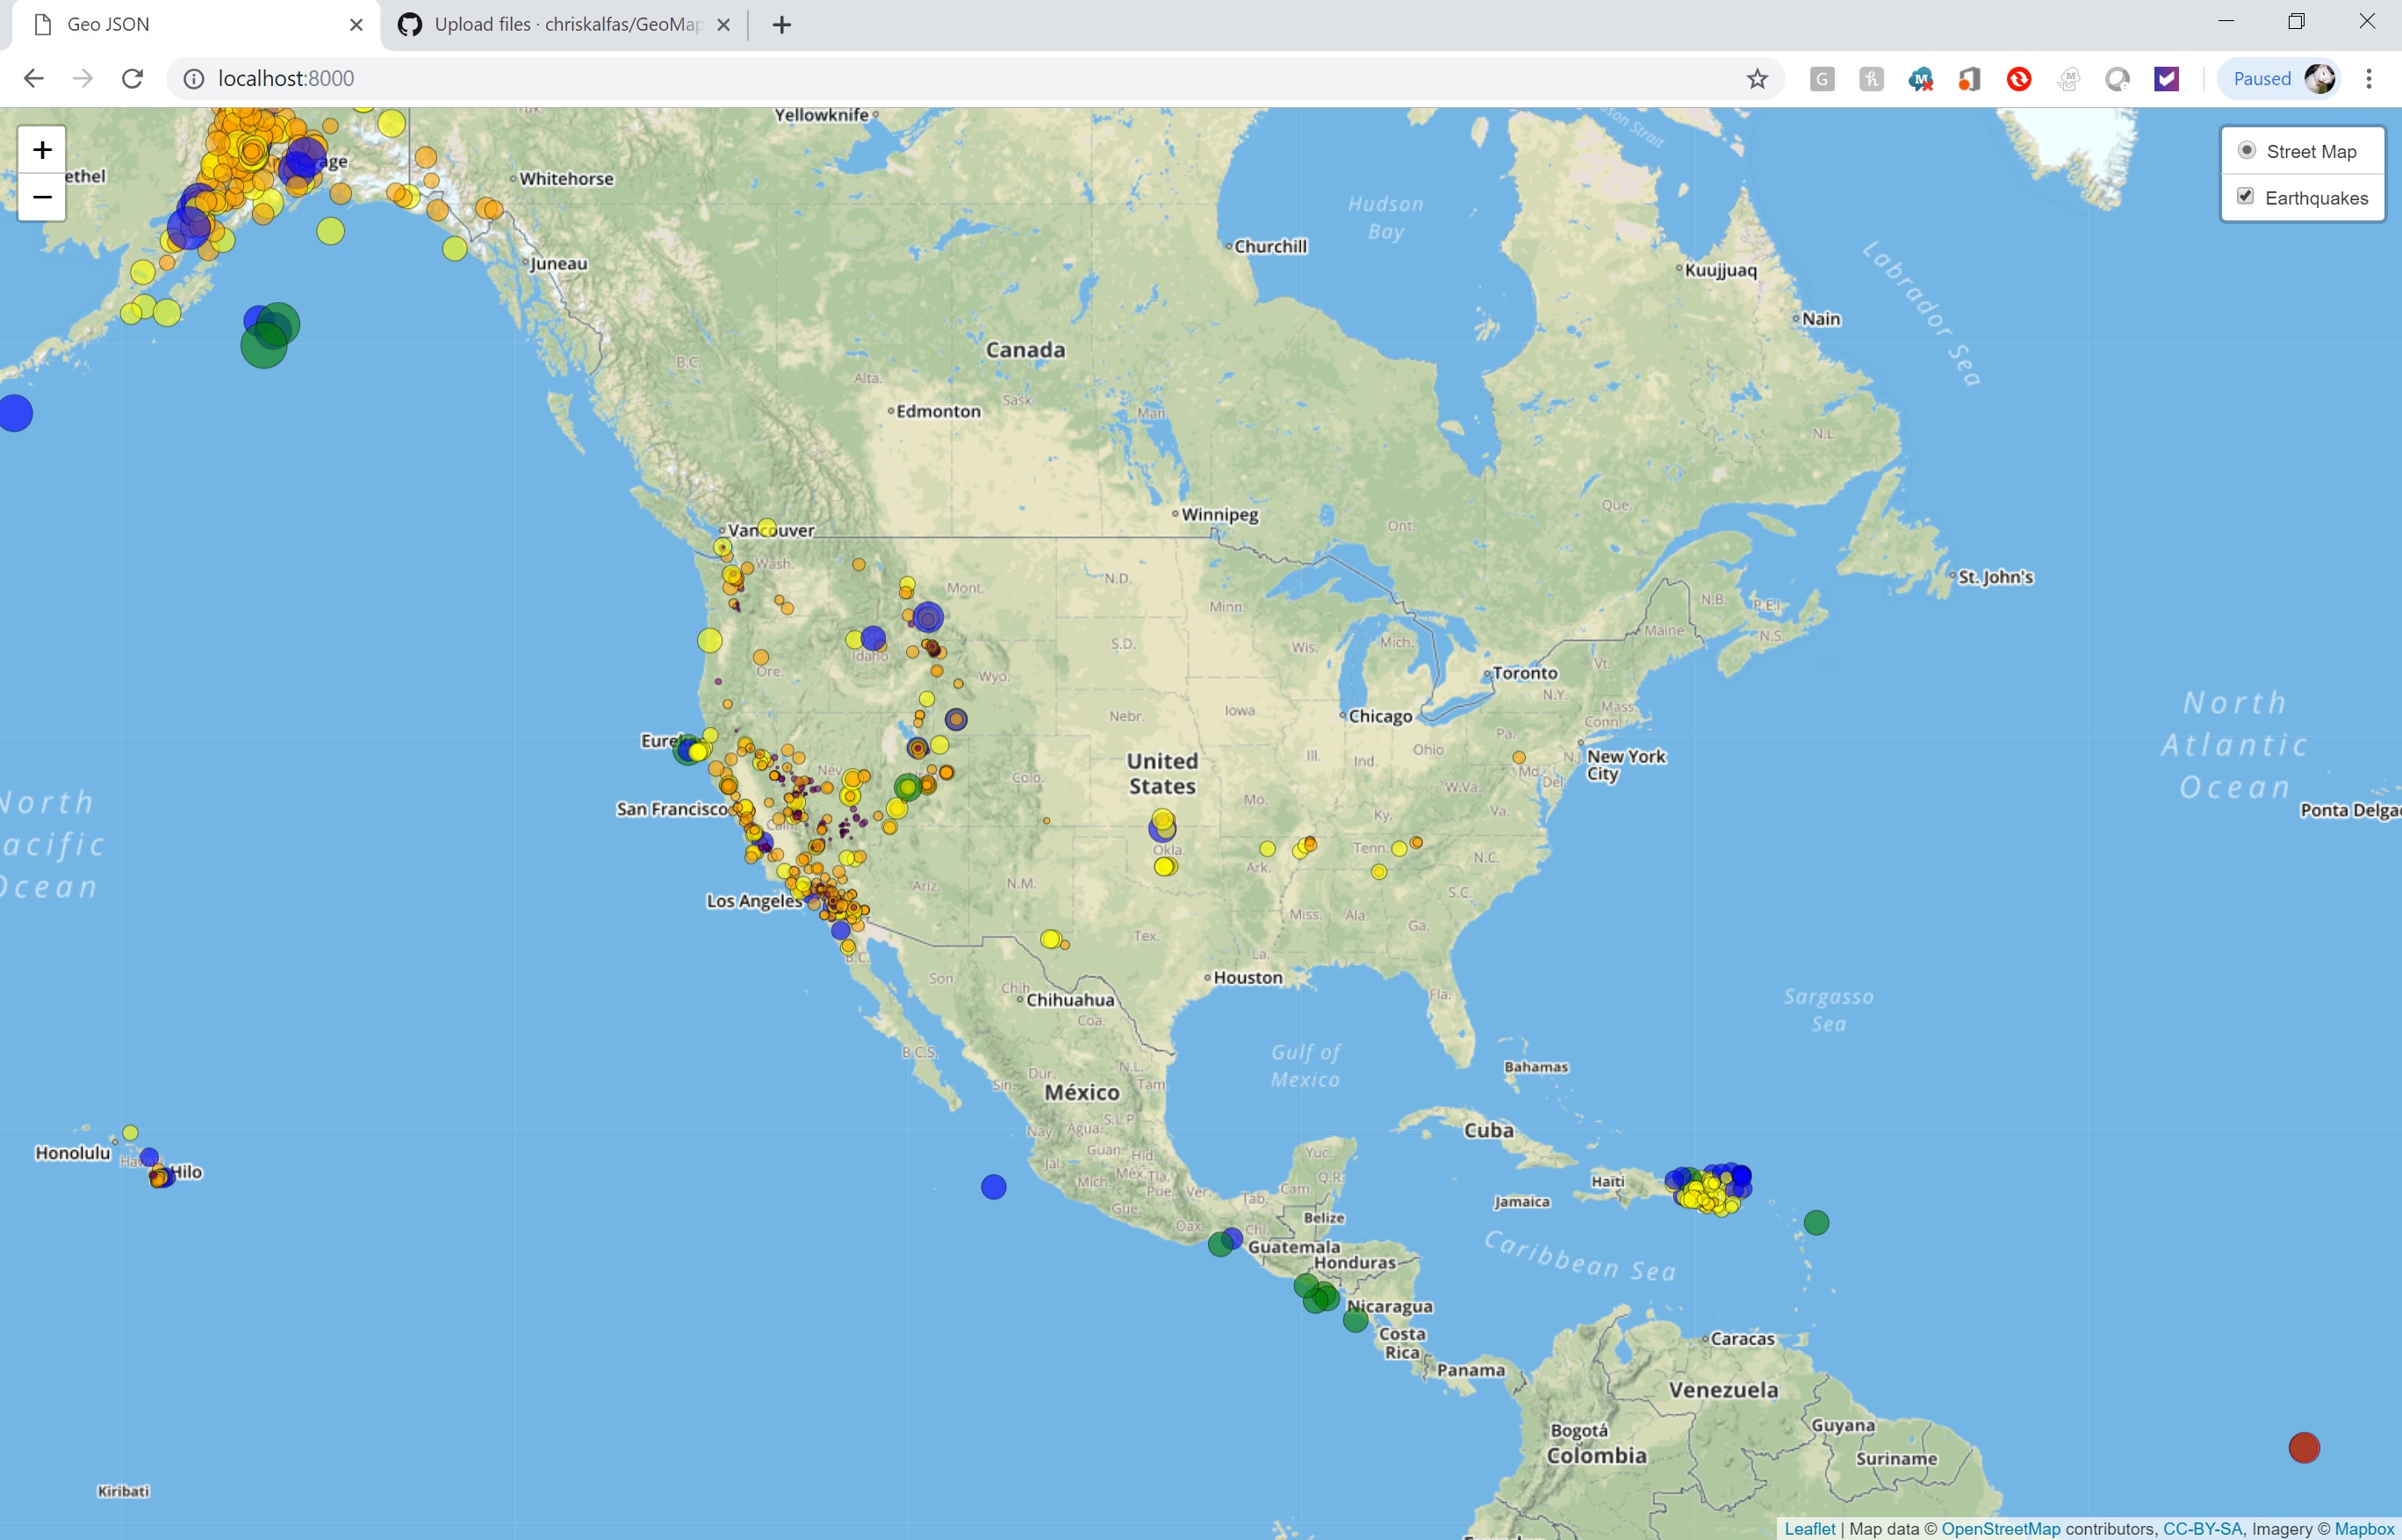 Geo JSON
Upload files · chriskalfas/GeoMap
localhost:8000
Paused
+
−
Street Map
Earthquakes
Yellowknife
ethel
age
Whitehorse
Hudson
Bay
Churchill
Juneau
Kuujjuaq
Labrador Sea
Nain
Canada
B.C.
Alta.
Sask.
Man.
Edmonton
N.L.
Winnipeg
Vancouver
Ont.
Que.
Wash.
Mont.
N.D.
Minn.
St. John's
N.B.
P.E.I.
Maine
N.S.
Idaho
Ore.
Wyo.
S.D.
Wis.
Mich.
Toronto
Vt.
N.Y.
Mass.
Conn.
Nebr.
Iowa
Chicago
Pa.
Eure
North
Atlantic
Ocean
Nev.
Colo.
United
States
Ill.
Ind.
Ohio
Md.
N.J.
Del.
New York
City
W.Va.
Va.
North
acific
Ocean
San Francisco
Cali
Mo.
Ky.
Ponta Delga
Okla.
Ark.
Tenn.
N.C.
Los Angeles
Ariz.
N.M.
S.C.
Miss.
Ala.
Ga.
Tex.
La.
B.C.
Son.
Chih.
Chihuahua
Houston
Fla.
Coa.
Sargasso
Sea
B.C.S.
Gulf of
Mexico
Bahamas
Dur.
N.L.
Sin.
Tam.
México
S.L.P.
Nay.
Agua.
Cuba
Honolulu
Hilo
Guan.
Hid.
Yuc.
Jal.
Méx.
Tla.
Q.R.
Mich.
Pue.
Ver.
Cam.
Tab.
Haiti
Jamaica
Gue.
Oax.
Chi.
Belize
Guatemala
Honduras
Caribbean Sea
Nicaragua
Costa
Rica
Panama
Caracas
Venezuela
Guyana
Bogotá
Colombia
Suriname
Kiribati
Leaflet | Map data © OpenStreetMap contributors, CC-BY-SA, Imagery © Mapbox